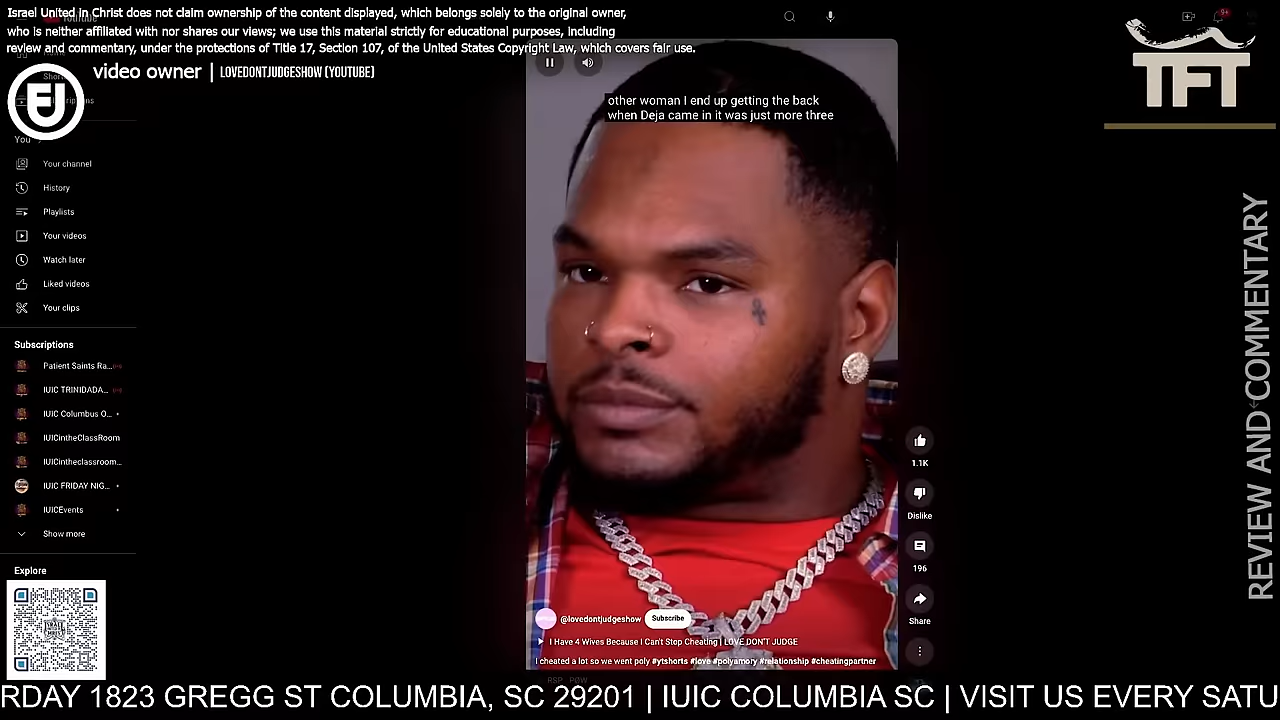 Israel United in Christ does not claim ownership of the content displayed, which belongs solely to the original owner,
who is neither affiliated with nor shares our views; we use this material strictly for educational purposes, including
review and commentary, under the protections of Title 17, Section 107, of the United States Copyright Law, which covers fair use.
video owner | LOVEDONTJUDGESHOW (YOUTUBE)
TFT
9+
other woman I end up getting the back
when Deja came in it was just more three
You
Your channel
History
Playlists
Your videos
Watch later
Liked videos
Your clips
Subscriptions
Patient Saints Ra...
IUIC TRINIDADA...
IUIC Columbus O...
IUICintheClassRoom
IUICintheclassroom...
IUIC FRIDAY NIG...
IUICEvents
Show more
Explore
1.1K
Dislike
196
Share
@lovedontjudgeshow Subscribe
I Have 4 Wives Because I Can't Stop Cheating | LOVE DON'T JUDGE
I cheated a lot so we went poly #ytshorts #love #polyamory #relationship #cheatingpartner
REVIEW AND COMMENTARY
RDAY 1823 GREGG ST COLUMBIA, SC 29201 | IUIC COLUMBIA SC | VISIT US EVERY SATU